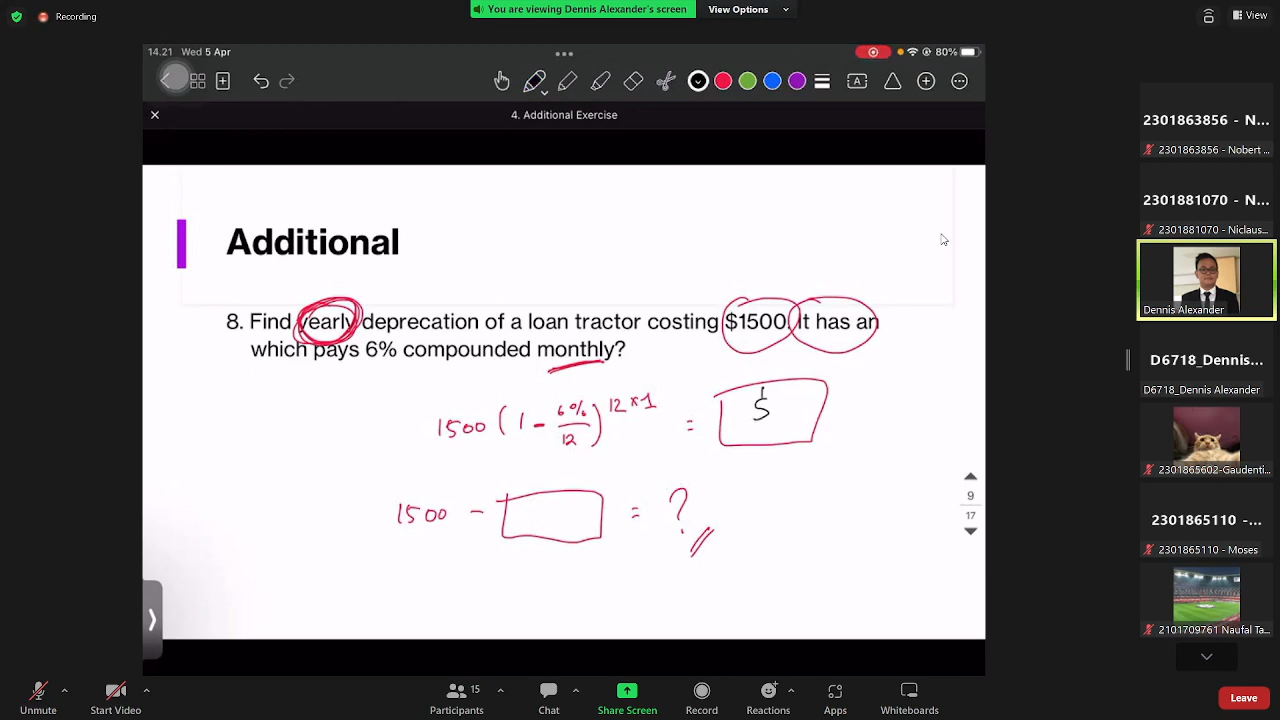 You are viewing Dennis Alexander's screen
View Options
Recording
View
14.21 Wed 5 Apr
80%
4. Additional Exercise
Additional
8. Find yearly deprecation of a loan tractor costing $1500. It has an
which pays 6% compounded monthly?
1500 ( 1 - 6%/12 ) 12 x 1 = $
1500 - = ?
9
17
2301863856 - N...
2301863856 - Nobert ...
2301881070 - N...
2301881070 - Niclaus...
Dennis Alexander
D6718_Dennis...
D6718_Dennis Alexander
2301865602-Gaudenti...
2301865110 -...
2301865110 - Moses
2101709761 Naufal Ta...
Unmute
Start Video
15
Participants
Chat
Share Screen
Record
Reactions
Apps
Whiteboards
Leave